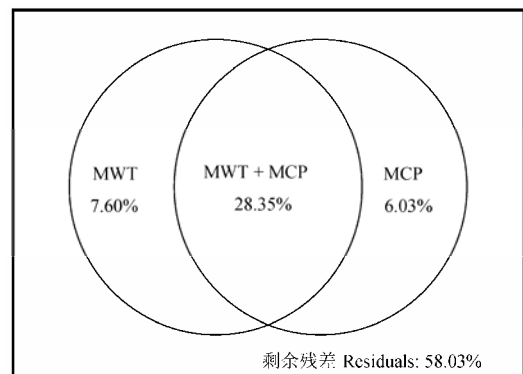 MWT
7.60%
MWT + MCP
28.35%
MCP
6.03%
剩余残差 Residuals: 58.03%